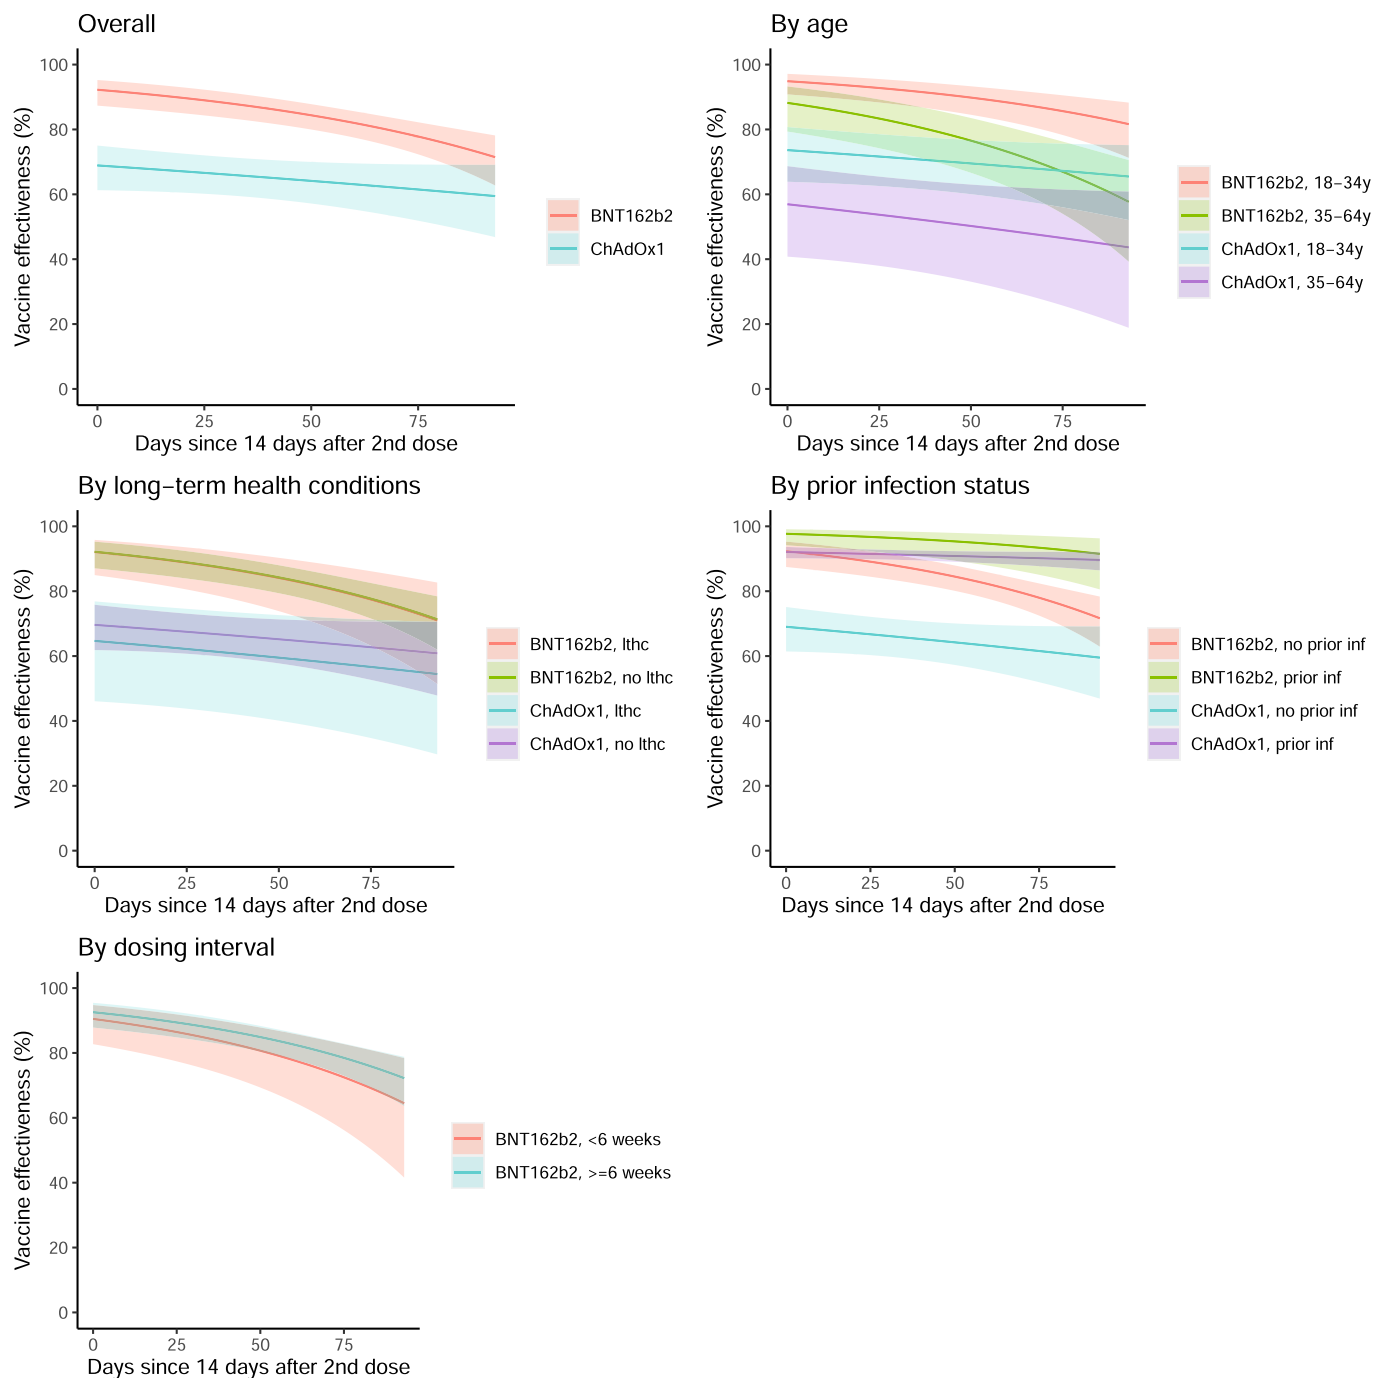 Overall
100
80
60
40
20
0
Vaccine effectiveness (%)
0 25 50 75
Days since 14 days after 2nd dose
BNT162b2
ChAdOx1
By age
100
80
60
40
20
0
Vaccine effectiveness (%)
0 25 50 75
Days since 14 days after 2nd dose
BNT162b2, 18−34y
BNT162b2, 35−64y
ChAdOx1, 18−34y
ChAdOx1, 35−64y
By long−term health conditions
100
80
60
40
20
0
Vaccine effectiveness (%)
0 25 50 75
Days since 14 days after 2nd dose
BNT162b2, lthc
BNT162b2, no lthc
ChAdOx1, lthc
ChAdOx1, no lthc
By prior infection status
100
80
60
40
20
0
Vaccine effectiveness (%)
0 25 50 75
Days since 14 days after 2nd dose
BNT162b2, no prior inf
BNT162b2, prior inf
ChAdOx1, no prior inf
ChAdOx1, prior inf
By dosing interval
100
80
60
40
20
0
Vaccine effectiveness (%)
0 25 50 75
Days since 14 days after 2nd dose
BNT162b2, <6 weeks
BNT162b2, >=6 weeks